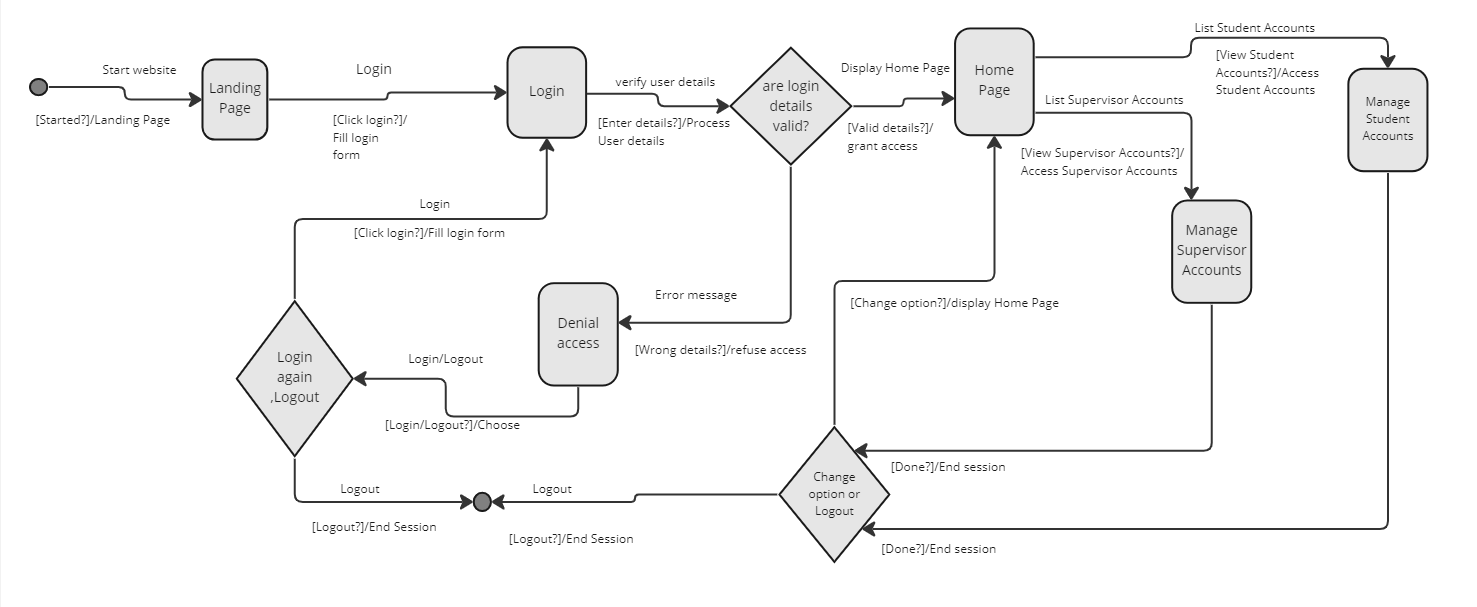 Start website
[Started?]/Landing Page
Landing
Page
Login
[Click login?]/
Fill login
form
Login
verify user details
[Enter details?]/Process
User details
are login
details
valid?
Display Home Page
[Valid details?]/
grant access
Home
Page
List Student Accounts
[View Student
Accounts?]/Access
Student Accounts
Manage
Student
Accounts
List Supervisor Accounts
[View Supervisor Accounts?]/
Access Supervisor Accounts
Manage
Supervisor
Accounts
Login
[Click login?]/Fill login form
Error message
[Wrong details?]/refuse access
Denial
access
[Change option?]/display Home Page
Login/Logout
[Login/Logout?]/Choose
Login
again
,Logout
[Done?]/End session
Change
option or
Logout
[Done?]/End session
Logout
[Logout?]/End Session
Logout
[Logout?]/End Session